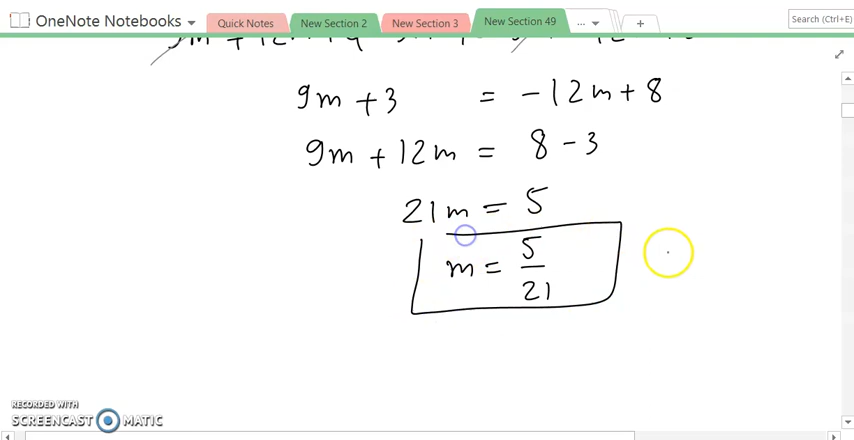 OneNote Notebooks
Quick Notes
New Section 2
New Section 3
New Section 49
...
+
Search (Ctrl+E)
9m + 3 = -12m + 8
9m + 12m = 8 - 3
21m = 5
m = 5/21
RECORDED WITH
SCREENCAST MATIC